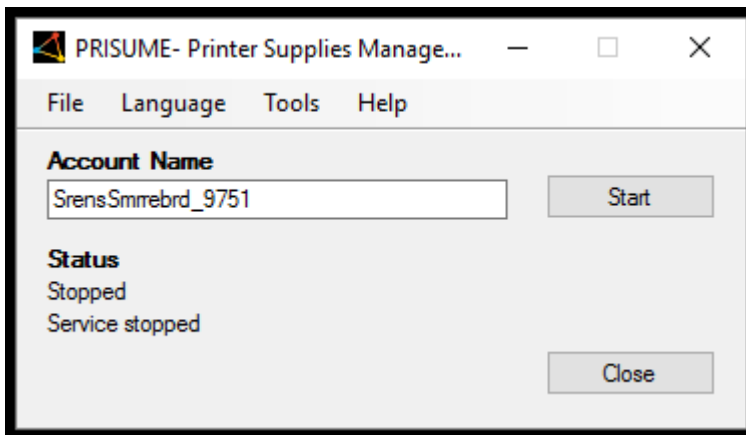 PRISUME- Printer Supplies Manage...
File Language Tools Help
Account Name
SrensSmrrebrd_9751
Start
Status
Stopped
Service stopped
Close